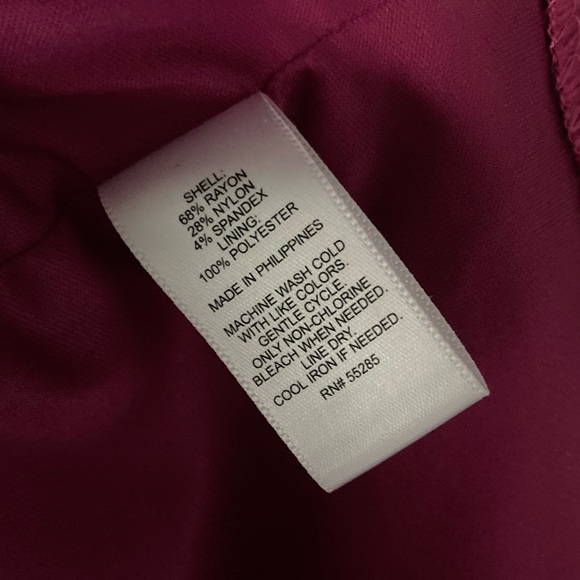 SHELL:
68% RAYON
28% NYLON
4% SPANDEX
LINING:
100% POLYESTER
MADE IN PHILIPPINES
MACHINE WASH COLD
WITH LIKE COLORS.
GENTLE CYCLE.
ONLY NON-CHLORINE
BLEACH WHEN NEEDED.
LINE DRY.
COOL IRON IF NEEDED.
RN# 55285